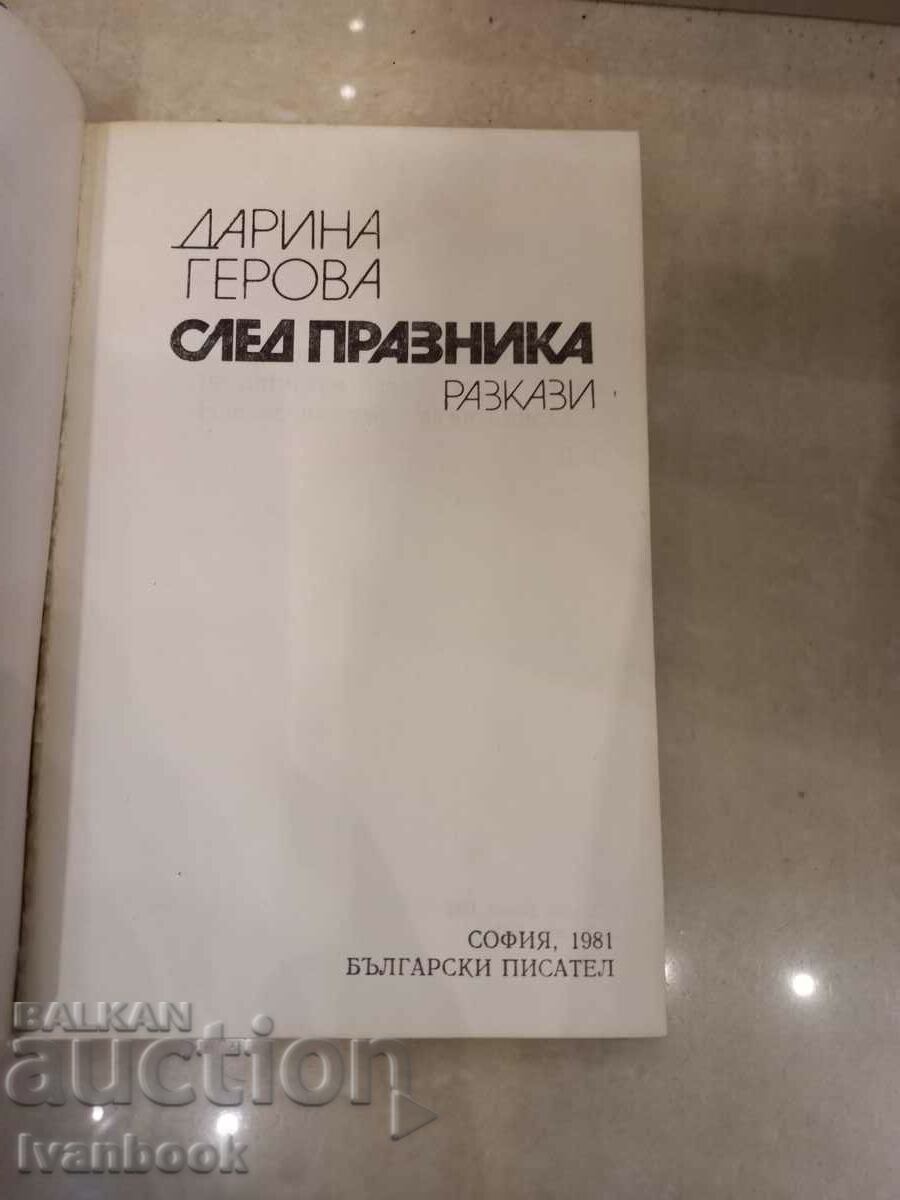 ДАРИНА
ГЕРОВА
СЛЕД ПРАЗНИКА
РАЗКАЗИ
СОФИЯ, 1981
БЪЛГАРСКИ ПИСАТЕЛ
BALKAN
auction
Ivanbook